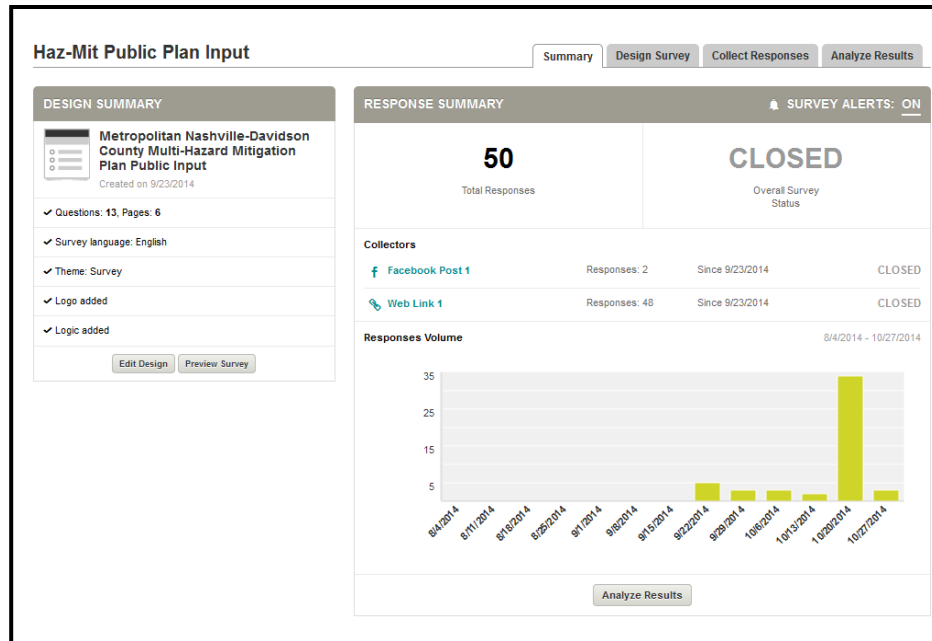 Haz-Mit Public Plan Input
Summary
Design Survey
Collect Responses
Analyze Results
DESIGN SUMMARY
Metropolitan Nashville-Davidson
County Multi-Hazard Mitigation
Plan Public Input
Created on 9/23/2014
Questions: 13, Pages: 6
Survey language: English
Theme: Survey
Logo added
Logic added
Edit Design
Preview Survey
RESPONSE SUMMARY
SURVEY ALERTS: ON
50
Total Responses
CLOSED
Overall Survey
Status
Collectors
Facebook Post 1 Responses: 2 Since 9/23/2014 CLOSED
Web Link 1 Responses: 48 Since 9/23/2014 CLOSED
Responses Volume 8/4/2014 - 10/27/2014
35
25
15
5
8/4/2014
8/11/2014
8/18/2014
8/25/2014
9/1/2014
9/8/2014
9/15/2014
9/22/2014
9/29/2014
10/6/2014
10/13/2014
10/20/2014
10/27/2014
Analyze Results